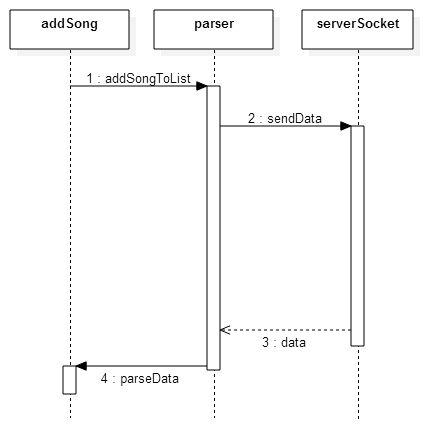 addSong
parser
serverSocket
1 : addSongToList
2 : sendData
3 : data
4 : parseData